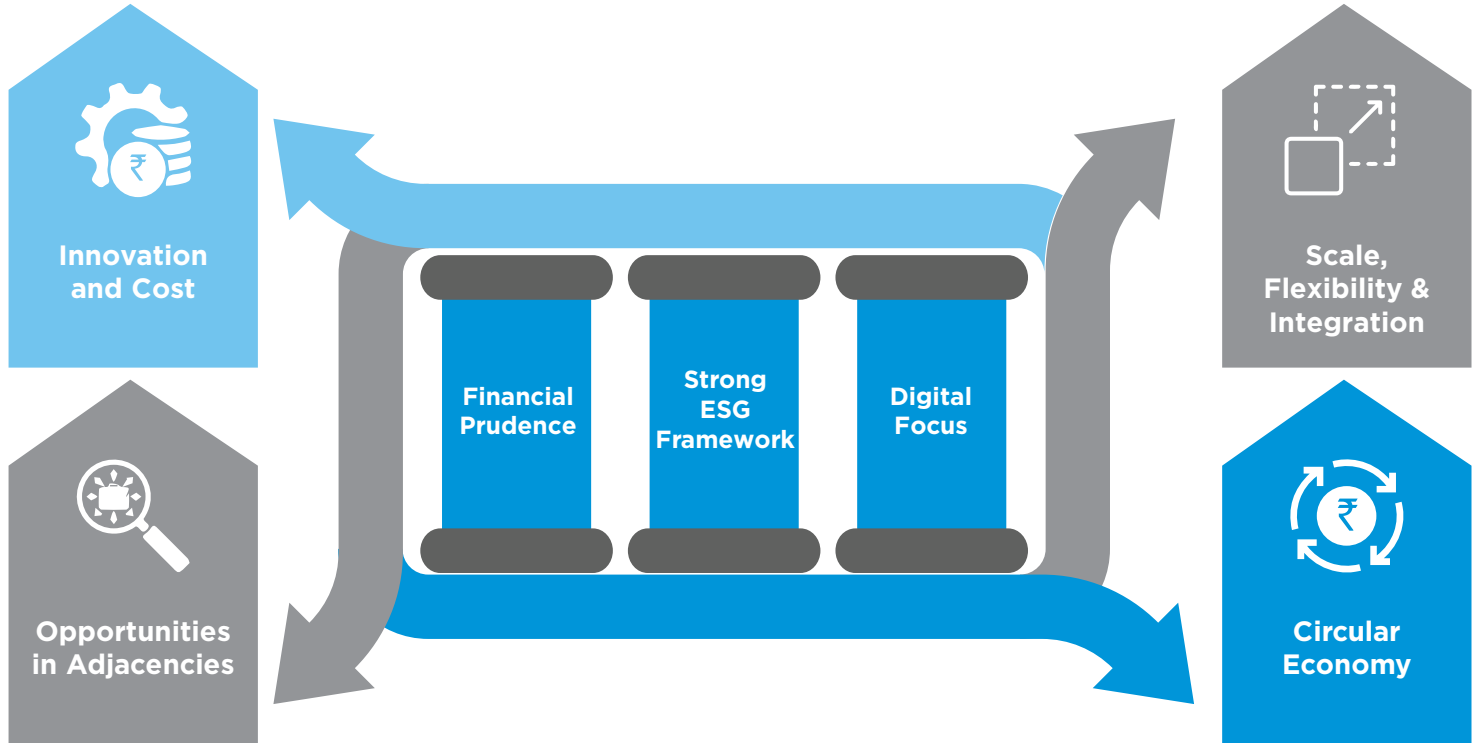 ₹
Innovation
and Cost
Opportunities
in Adjacencies
Financial
Prudence
Strong
ESG
Framework
Digital
Focus
Scale,
Flexibility &
Integration
₹
Circular
Economy